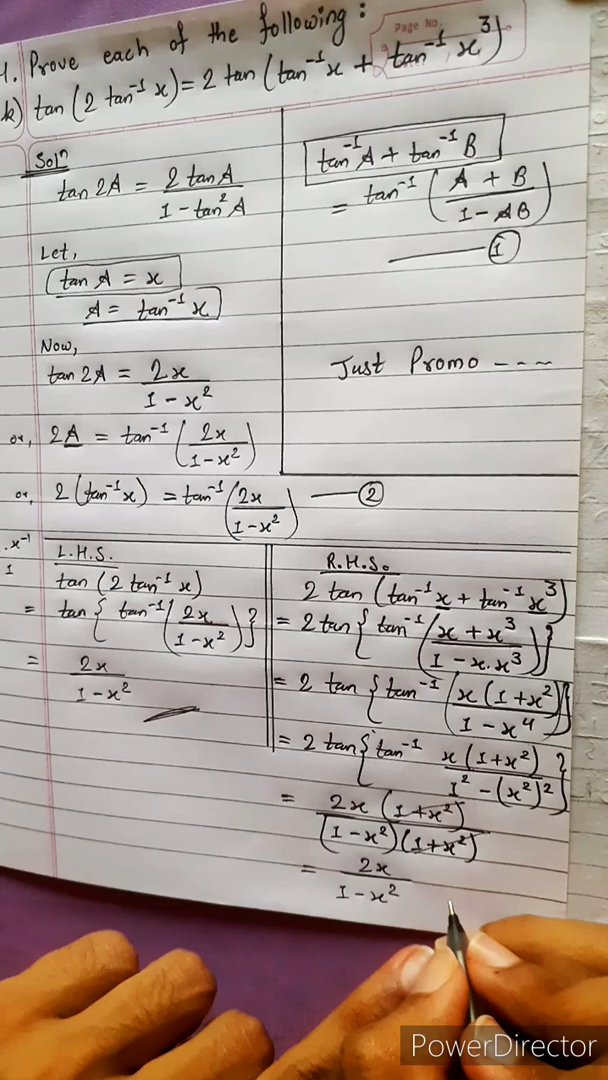 1. Prove each of the following:
Page No.
k) tan (2 tan⁻¹ x) = 2 tan (tan⁻¹ x + tan⁻¹ x³)
Solⁿ
tan 2A = 2 tan A / 1 - tan² A
Let,
tan A = x
A = tan⁻¹ x
Now,
tan 2A = 2x / 1 - x²
or, 2A = tan⁻¹ (2x / 1 - x²)
or, 2 (tan⁻¹ x) = tan⁻¹ (2x / 1 - x²) — ②
tan⁻¹ A + tan⁻¹ B
= tan⁻¹ (A + B / 1 - AB)
— ①
Just Promo ----
x⁻¹
1
L.H.S.
tan (2 tan⁻¹ x)
= tan { tan⁻¹ (2x / 1 - x²) }
= 2x / 1 - x²
R.H.S.
2 tan (tan⁻¹ x + tan⁻¹ x³)
= 2 tan { tan⁻¹ (x + x³ / 1 - x.x³) }
= 2 tan { tan⁻¹ (x (1 + x²) / 1 - x⁴) }
= 2 tan { tan⁻¹ x (1 + x²) / 1² - (x²)² }
= 2x (1 + x²) / (1 - x²) (1 + x²)
= 2x / 1 - x²
PowerDirector